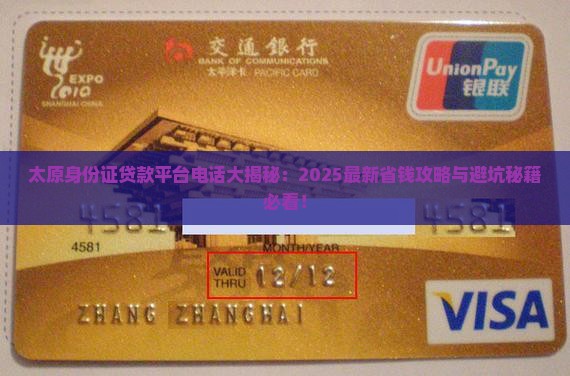 EXPO
2010
SHANGHAI CHINA
交通銀行
BANK OF COMMUNICATIONS
太平洋卡 PACIFIC CARD
UnionPay
银联
太原身份证贷款平台电话大揭秘：2025最新省钱攻略与避坑秘籍
必看！
4581
4581
4581
MONTH/YEAR
VALID
THRU
12/12
ZHANG ZHANGHAI
VISA